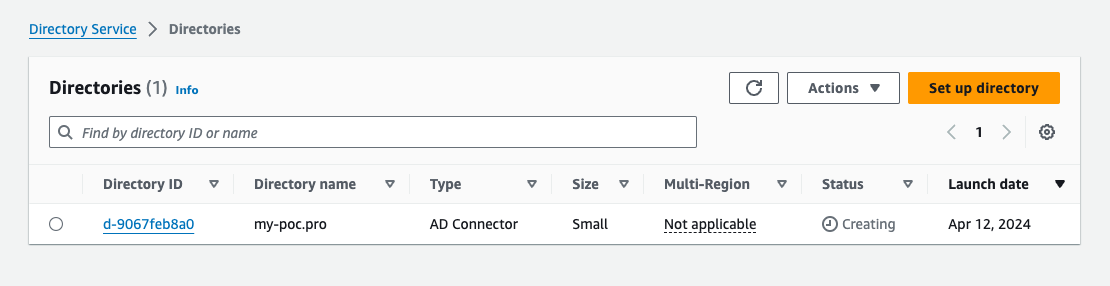 Directory Service > Directories
Directories (1) Info
Actions
Set up directory
Find by directory ID or name
1
Directory ID Directory name Type Size Multi-Region Status Launch date
d-9067feb8a0 my-poc.pro AD Connector Small Not applicable Creating Apr 12, 2024